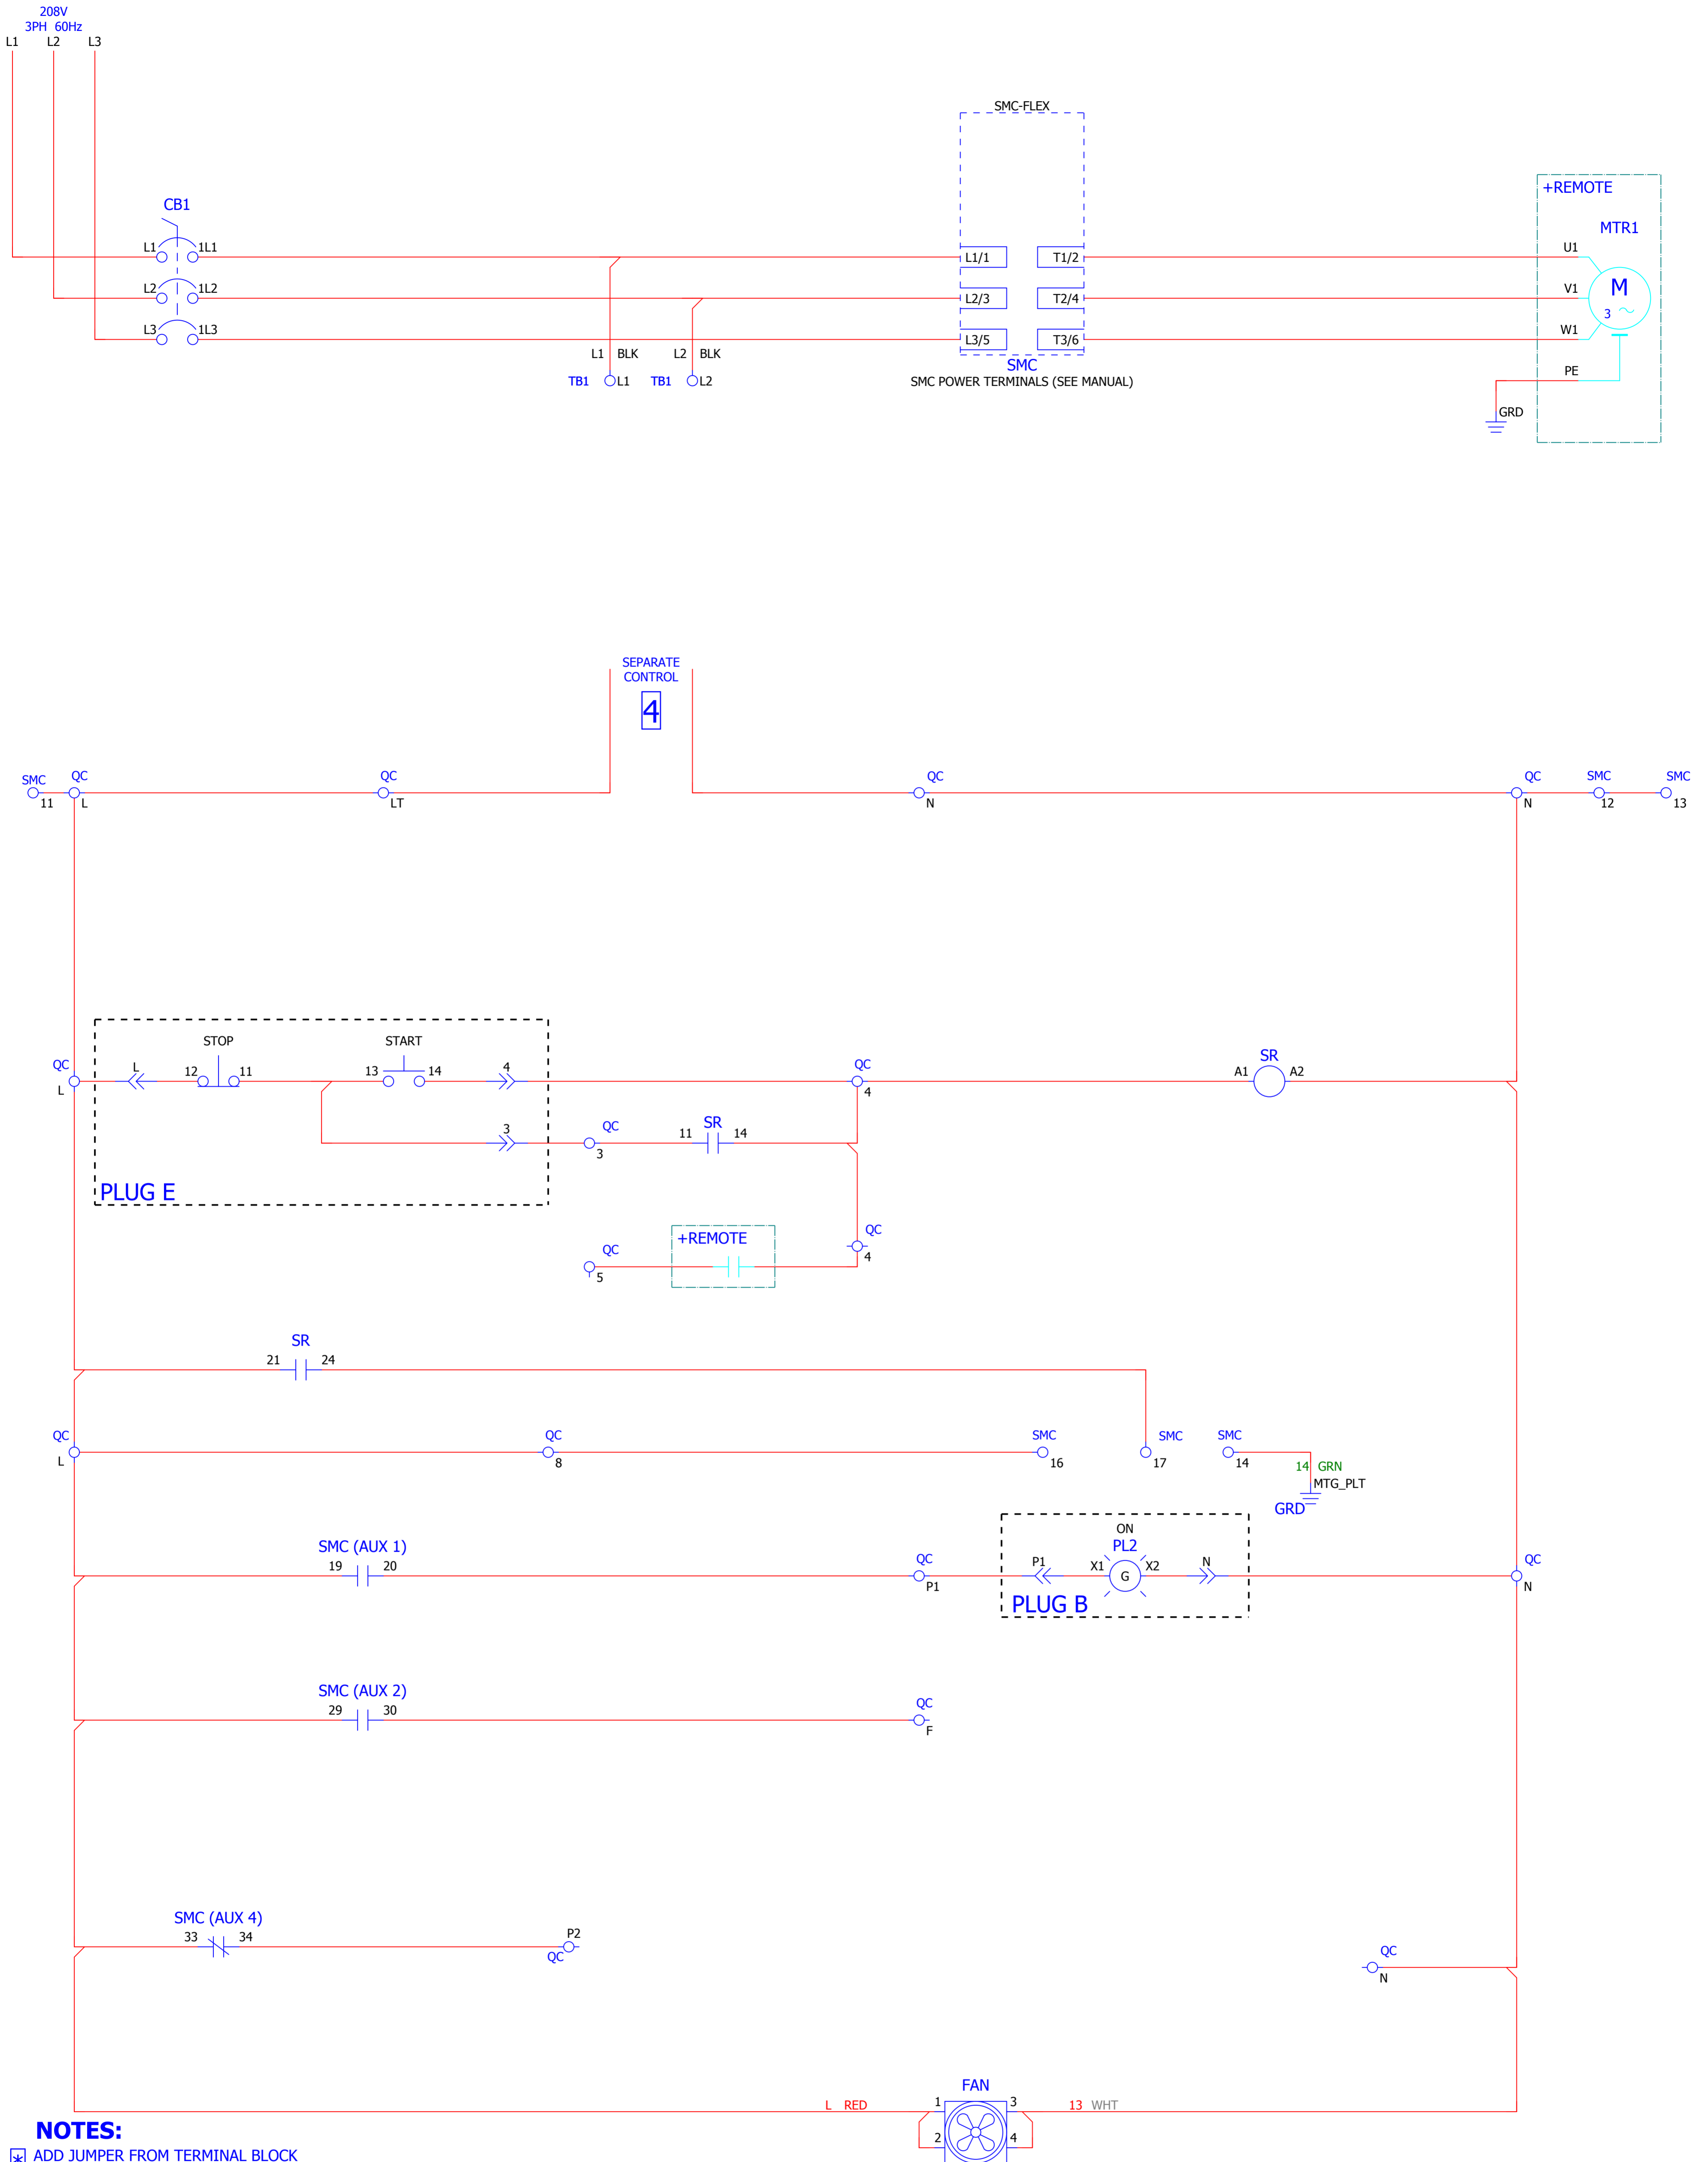 208V
3PH 60Hz
L1 L2 L3
SMC-FLEX
+REMOTE
CB1
MTR1
L1 1L1 L1/1 T1/2 U1
L2 1L2 L2/3 T2/4 V1
M
3
L3 1L3 L3/5 T3/6 W1
L1 BLK L2 BLK
SMC
PE
TB1 L1 TB1 L2
SMC POWER TERMINALS (SEE MANUAL)
GRD
SEPARATE
CONTROL
4
SMC QC QC QC QC SMC SMC
11 L LT N N 12 13
STOP START
QC L 12 11 13 14 4 QC SR
L 4 A1 A2
3 QC 11 SR 14
3
PLUG E
+REMOTE
QC QC
5 4
SR
21 24
QC QC SMC SMC SMC
L 8 16 17 14
14 GRN
MTG_PLT
GRD
ON
SMC (AUX 1) PL2
19 20 QC P1 X1 G X2 N QC
P1 N
PLUG B
SMC (AUX 2)
29 30 QC
F
SMC (AUX 4)
33 34 P2
QC
QC
N
FAN
L RED 1 3 13 WHT
2 4
NOTES:
* ADD JUMPER FROM TERMINAL BLOCK